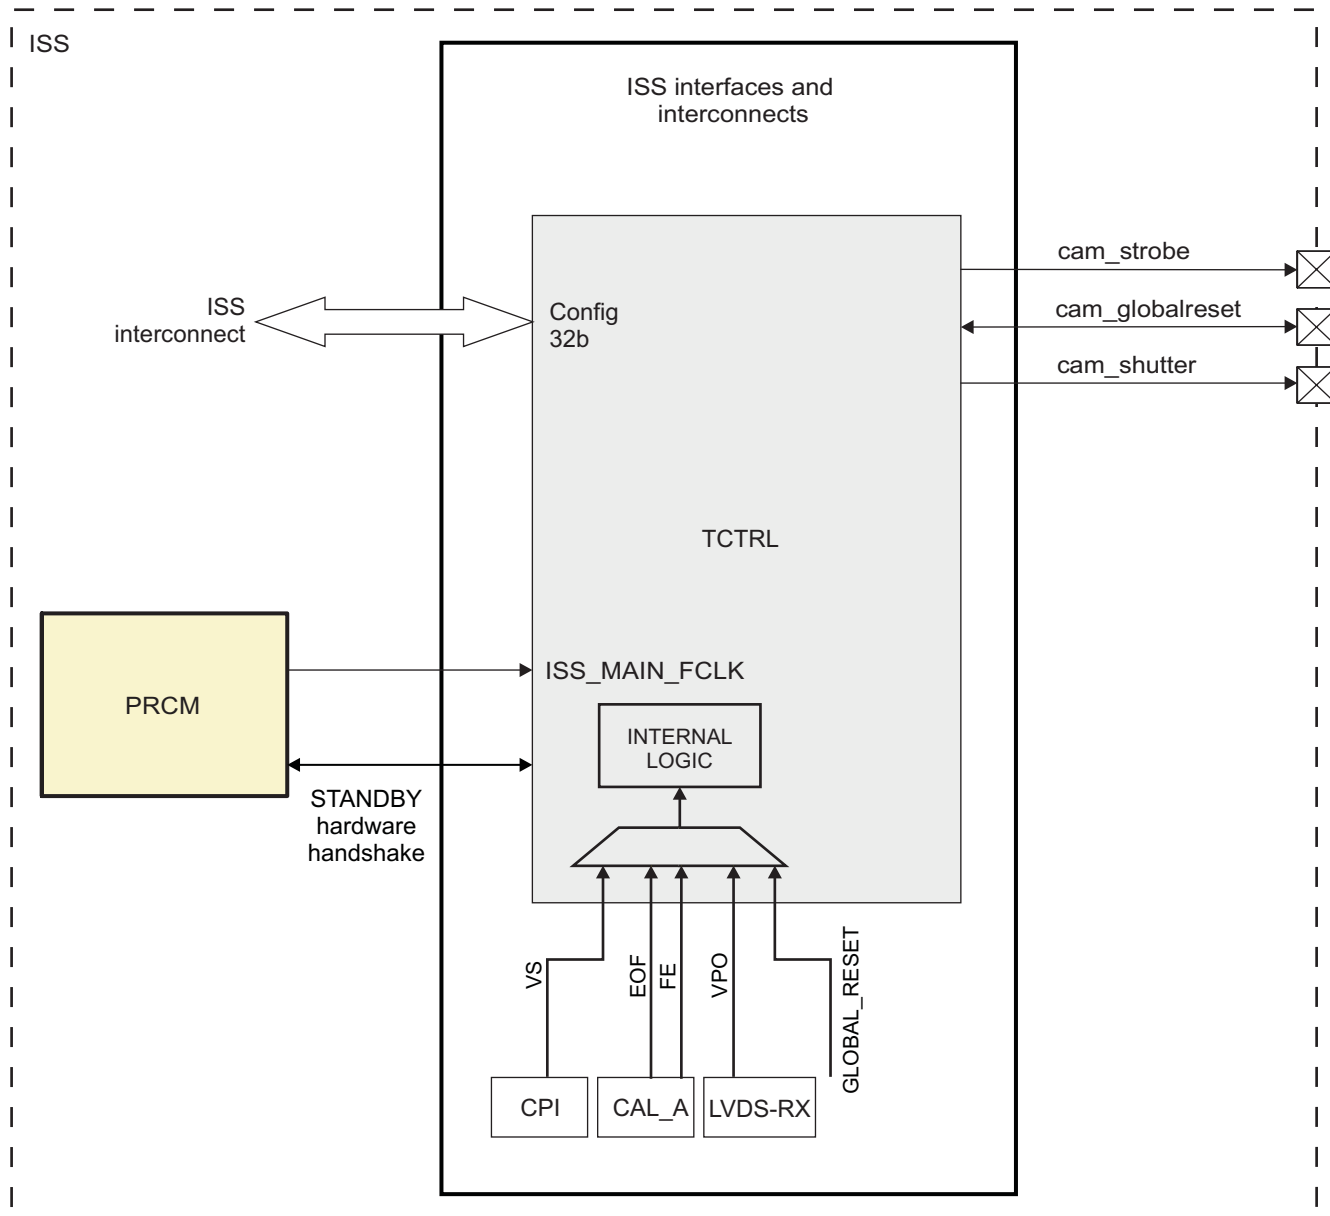 ISS
ISS interfaces and
interconnects
cam_strobe
cam_globalreset
cam_shutter
ISS
interconnect
Config
32b
TCTRL
ISS_MAIN_FCLK
PRCM
INTERNAL
LOGIC
STANDBY
hardware
handshake
VS
EOF
FE
VPO
GLOBAL_RESET
CPI
CAL_A
LVDS-RX